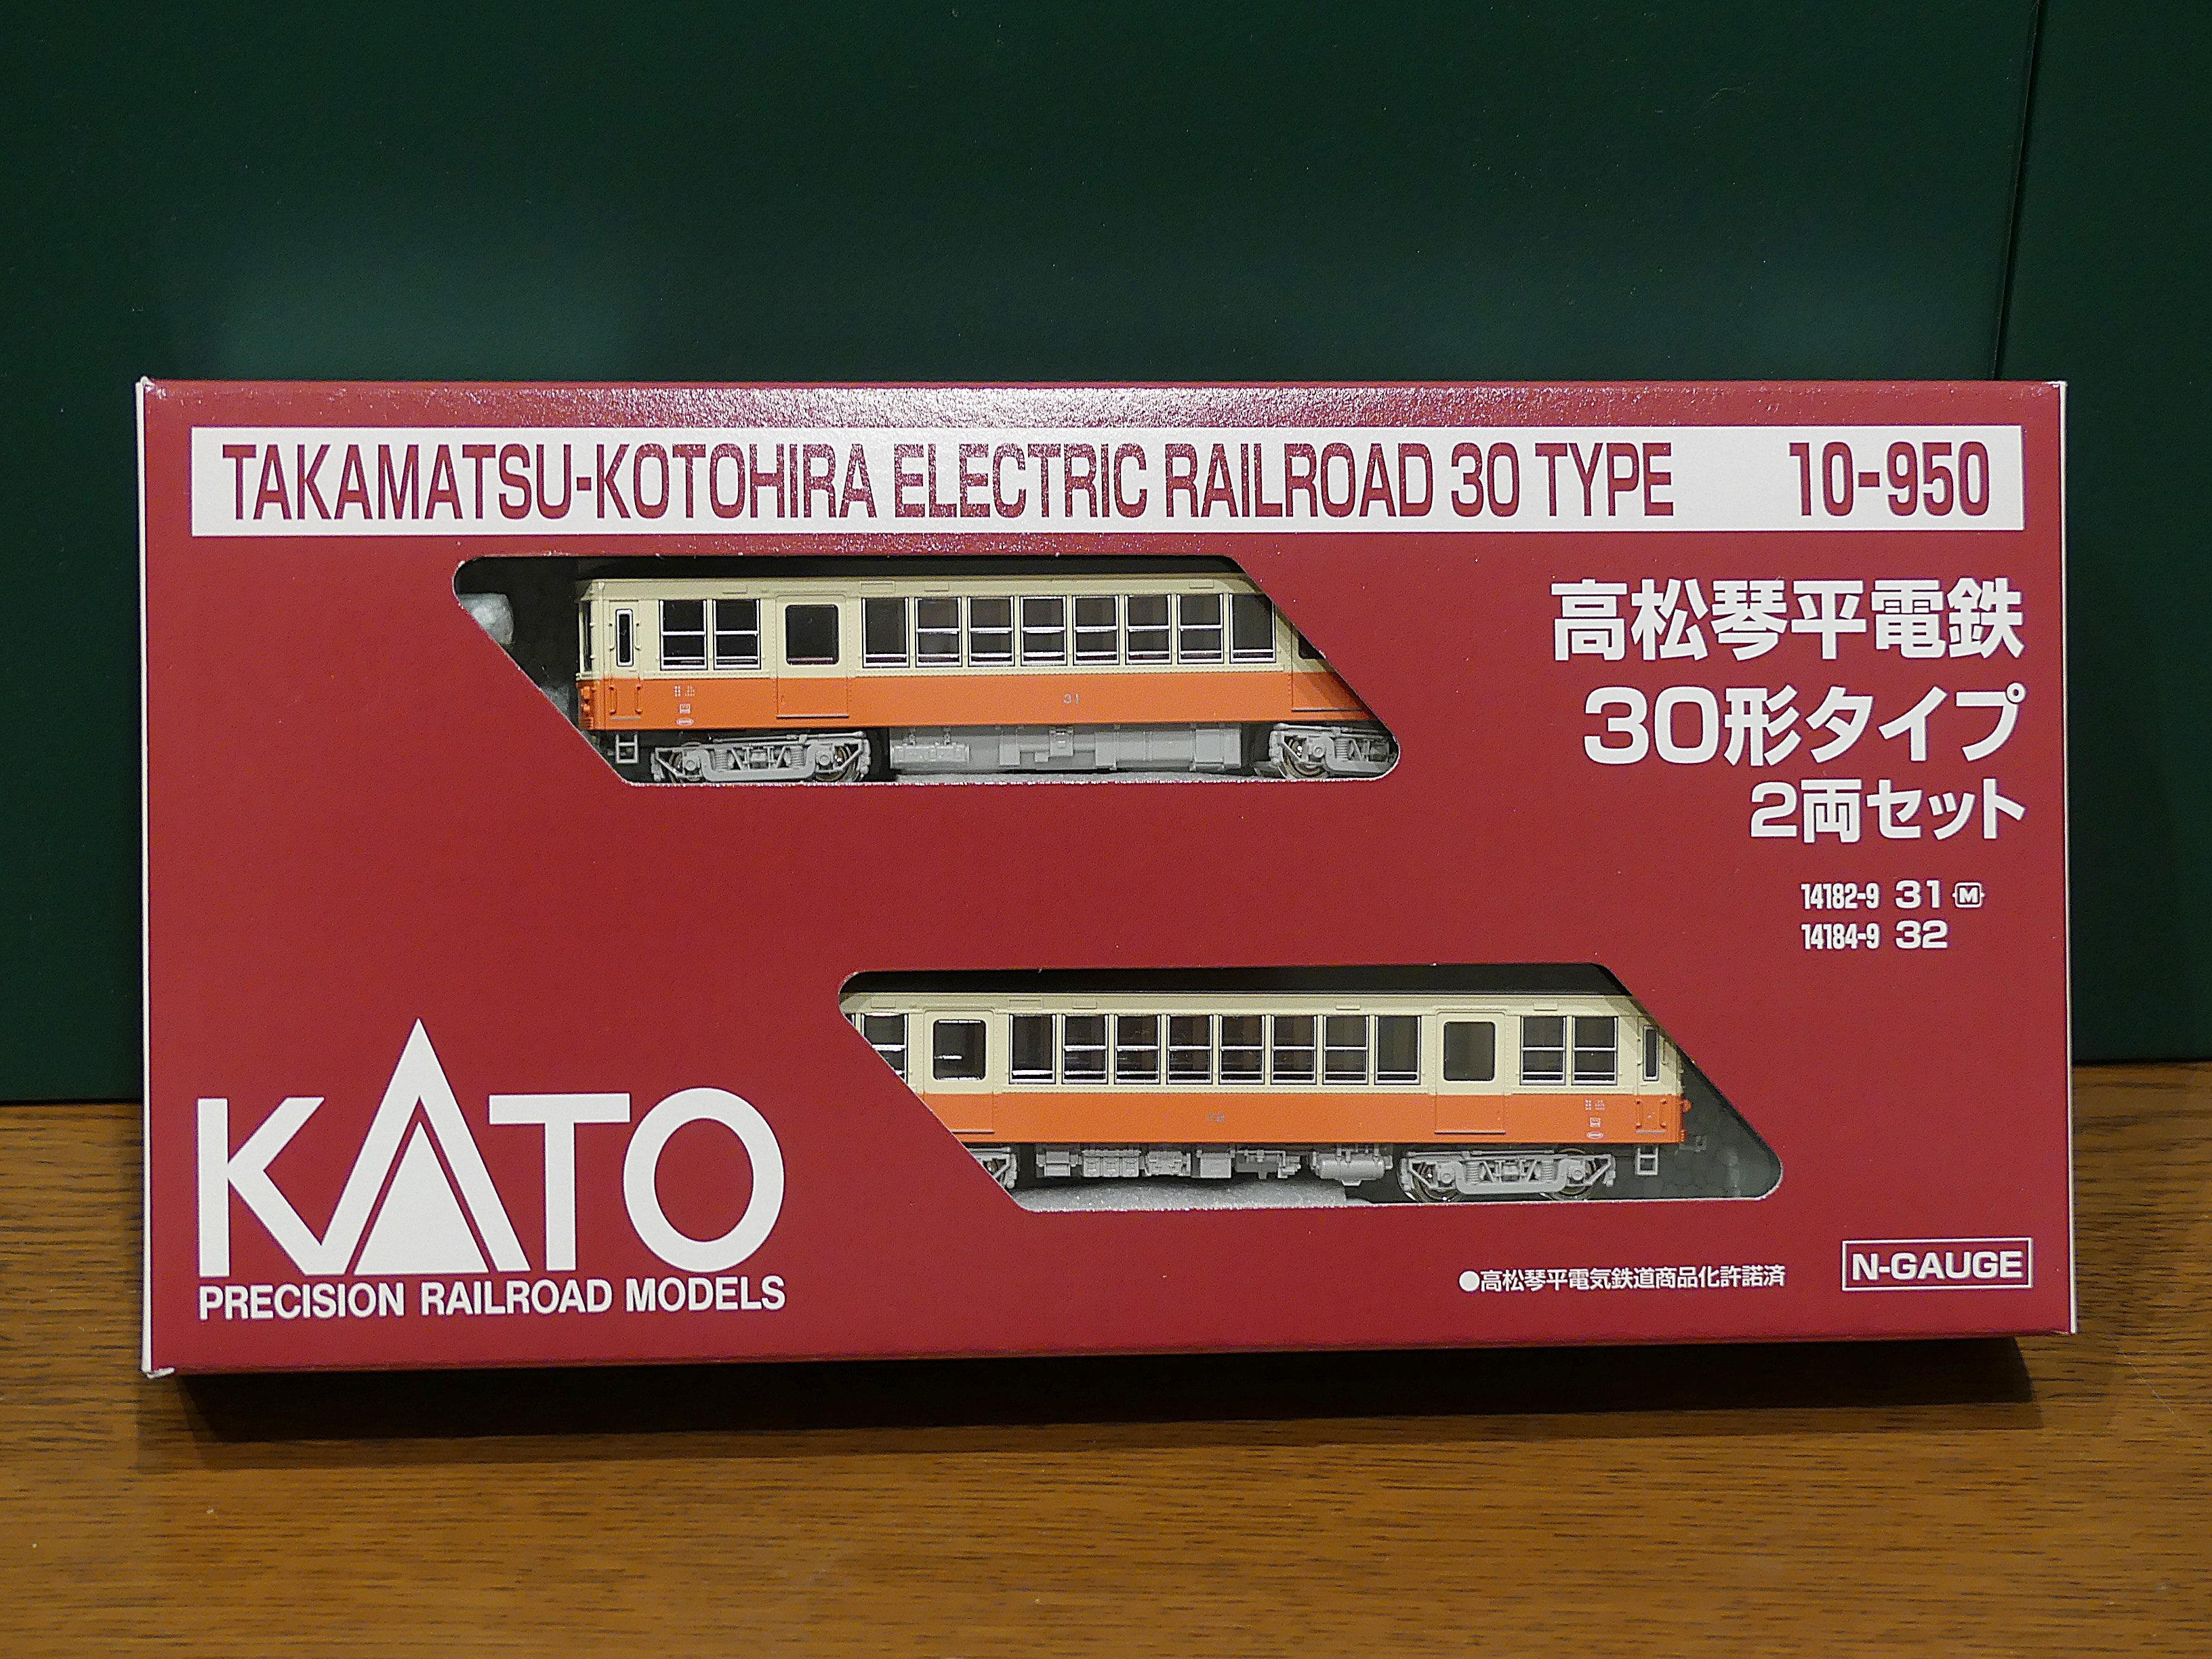 TAKAMATSU-KOTOHIRA ELECTRIC RAILROAD 30 TYPE 10-950
高松琴平電鉄
30形タイプ
2両セット
14182-9 31 M
14184-9 32
31
KATO
PRECISION RAILROAD MODELS
●高松琴平電気鉄道商品化許諾済
N-GAUGE